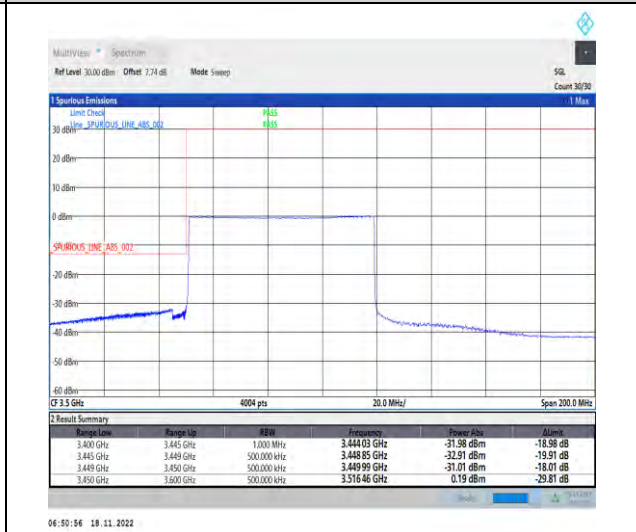 MultiView Spectrum
Ref Level 30.00 dBm Offset 7.74 dB Mode Sweep SGL
Count 30/30
1 Spurious Emissions 1 Max
Limit Check PASS
Line _SPURIOUS_LINE_ABS_002 PASS
30 dBm
20 dBm
10 dBm
0 dBm
_SPURIOUS_LINE_ABS_002
-20 dBm
-30 dBm
-40 dBm
-50 dBm
-60 dBm
CF 3.5 GHz 4004 pts 20.0 MHz/ Span 200.0 MHz
2 Result Summary
Range Low Range Up RBW Frequency Power Abs ΔLimit
3.400 GHz 3.445 GHz 1.000 MHz 3.444 03 GHz -31.98 dBm -18.98 dB
3.445 GHz 3.449 GHz 500.000 kHz 3.448 85 GHz -32.91 dBm -19.91 dB
3.449 GHz 3.450 GHz 500.000 kHz 3.449 99 GHz -31.01 dBm -18.01 dB
3.450 GHz 3.600 GHz 500.000 kHz 3.516 46 GHz 0.19 dBm -29.81 dB
06:50:56 18.11.2022